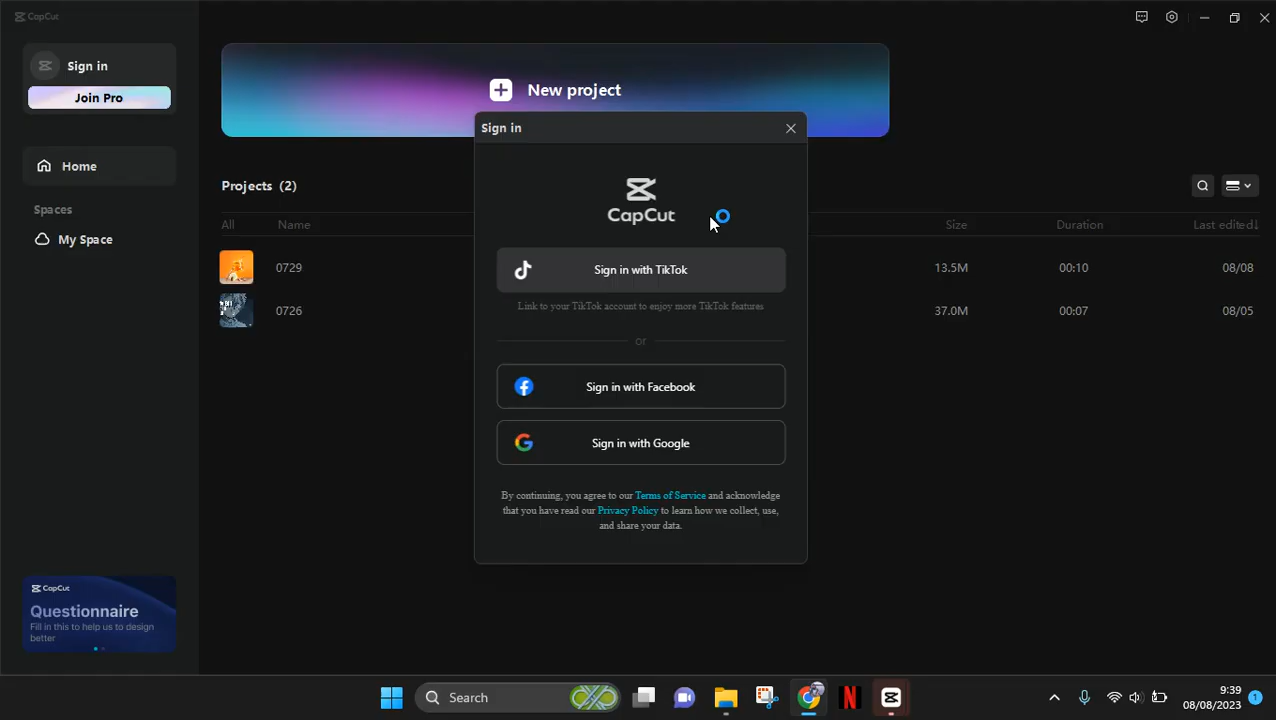 CapCut
Sign in
Join Pro
Home
Spaces
My Space
CapCut
Questionnaire
Fill in this to help us to design
better
New project
Projects (2)
All Name Size Duration Last edited↓
0729 13.5M 00:10 08/08
0726 37.0M 00:07 08/05
Sign in
CapCut
Sign in with TikTok
Link to your TikTok account to enjoy more TikTok features
or
Sign in with Facebook
Sign in with Google
By continuing, you agree to our Terms of Service and acknowledge
that you have read our Privacy Policy to learn how we collect, use,
and share your data.
Search
9:39
08/08/2023
1